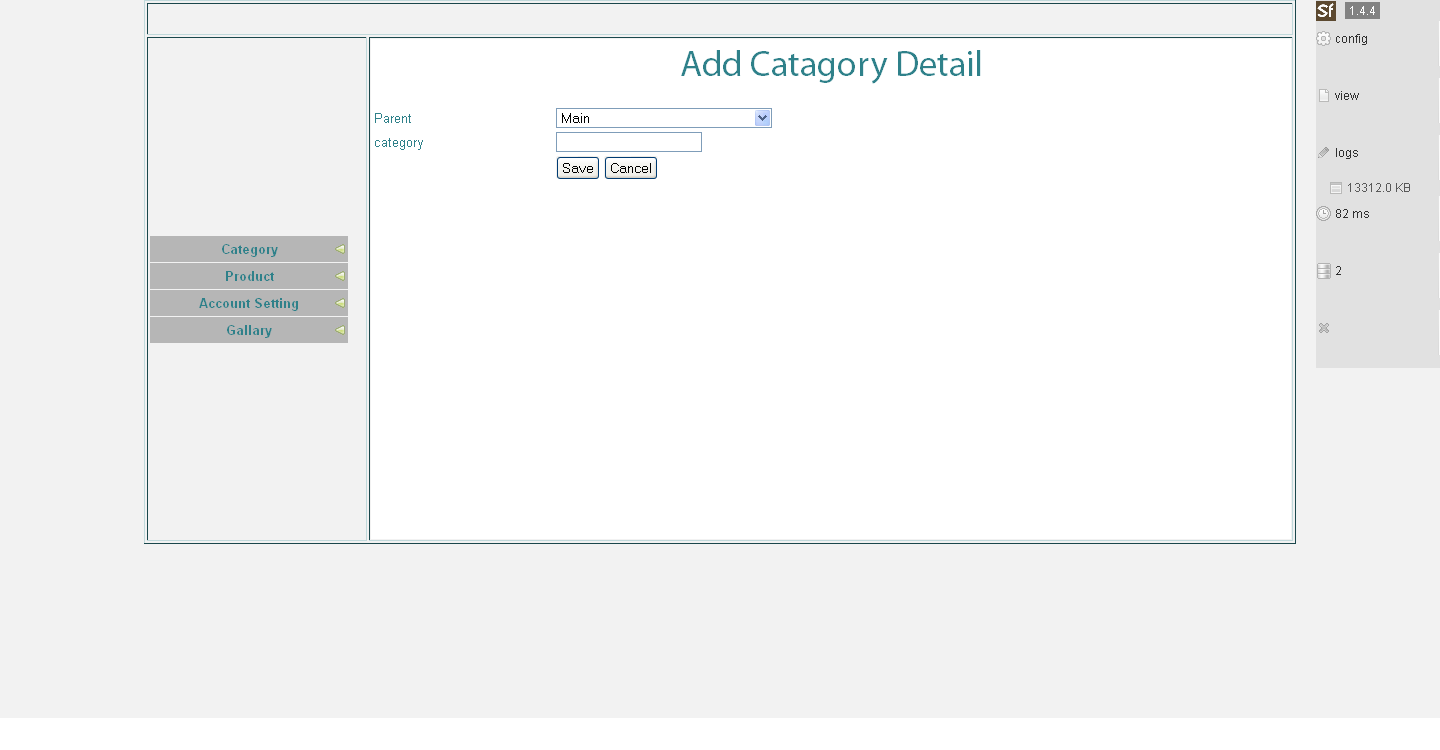 Add Catagory Detail
Parent
Main
category
Save Cancel
Category
Product
Account Setting
Gallary
Sf 1.4.4
config
view
logs
13312.0 KB
82 ms
2